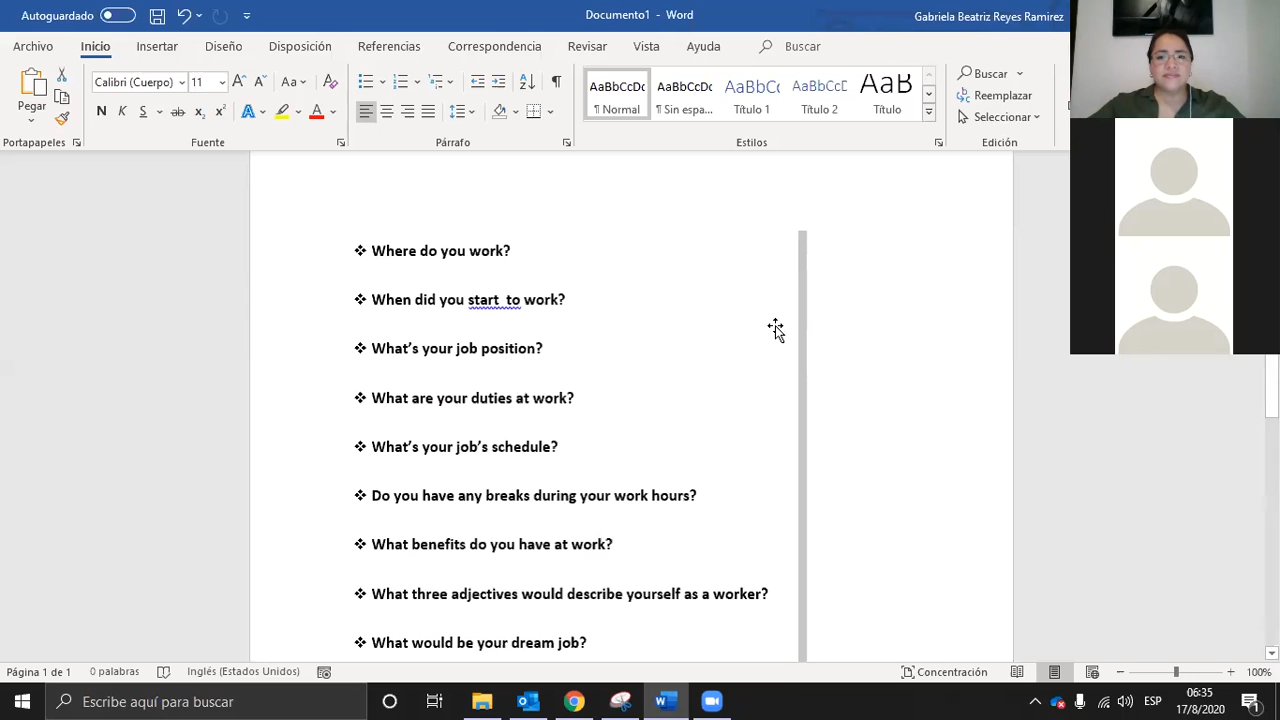 Autoguardado
Documento1 - Word
Gabriela Beatriz Reyes Ramirez
Archivo Inicio Insertar Diseño Disposición Referencias Correspondencia Revisar Vista Ayuda Buscar
Pegar
Calibri (Cuerpo) 11
AaBbCcDc AaBbCcDc AaBbCc AaBbCcD AaB
¶ Normal ¶ Sin espa... Título 1 Título 2 Título
Buscar
Reemplazar
Seleccionar
Portapapeles Fuente Párrafo Estilos Edición
❖ Where do you work?
❖ When did you start  to work?
❖ What’s your job position?
❖ What are your duties at work?
❖ What’s your job’s schedule?
❖ Do you have any breaks during your work hours?
❖ What benefits do you have at work?
❖ What three adjectives would describe yourself as a worker?
❖ What would be your dream job?
Página 1 de 1 0 palabras Inglés (Estados Unidos) Concentración 100%
Escribe aquí para buscar
ESP
06:35
17/8/2020
1